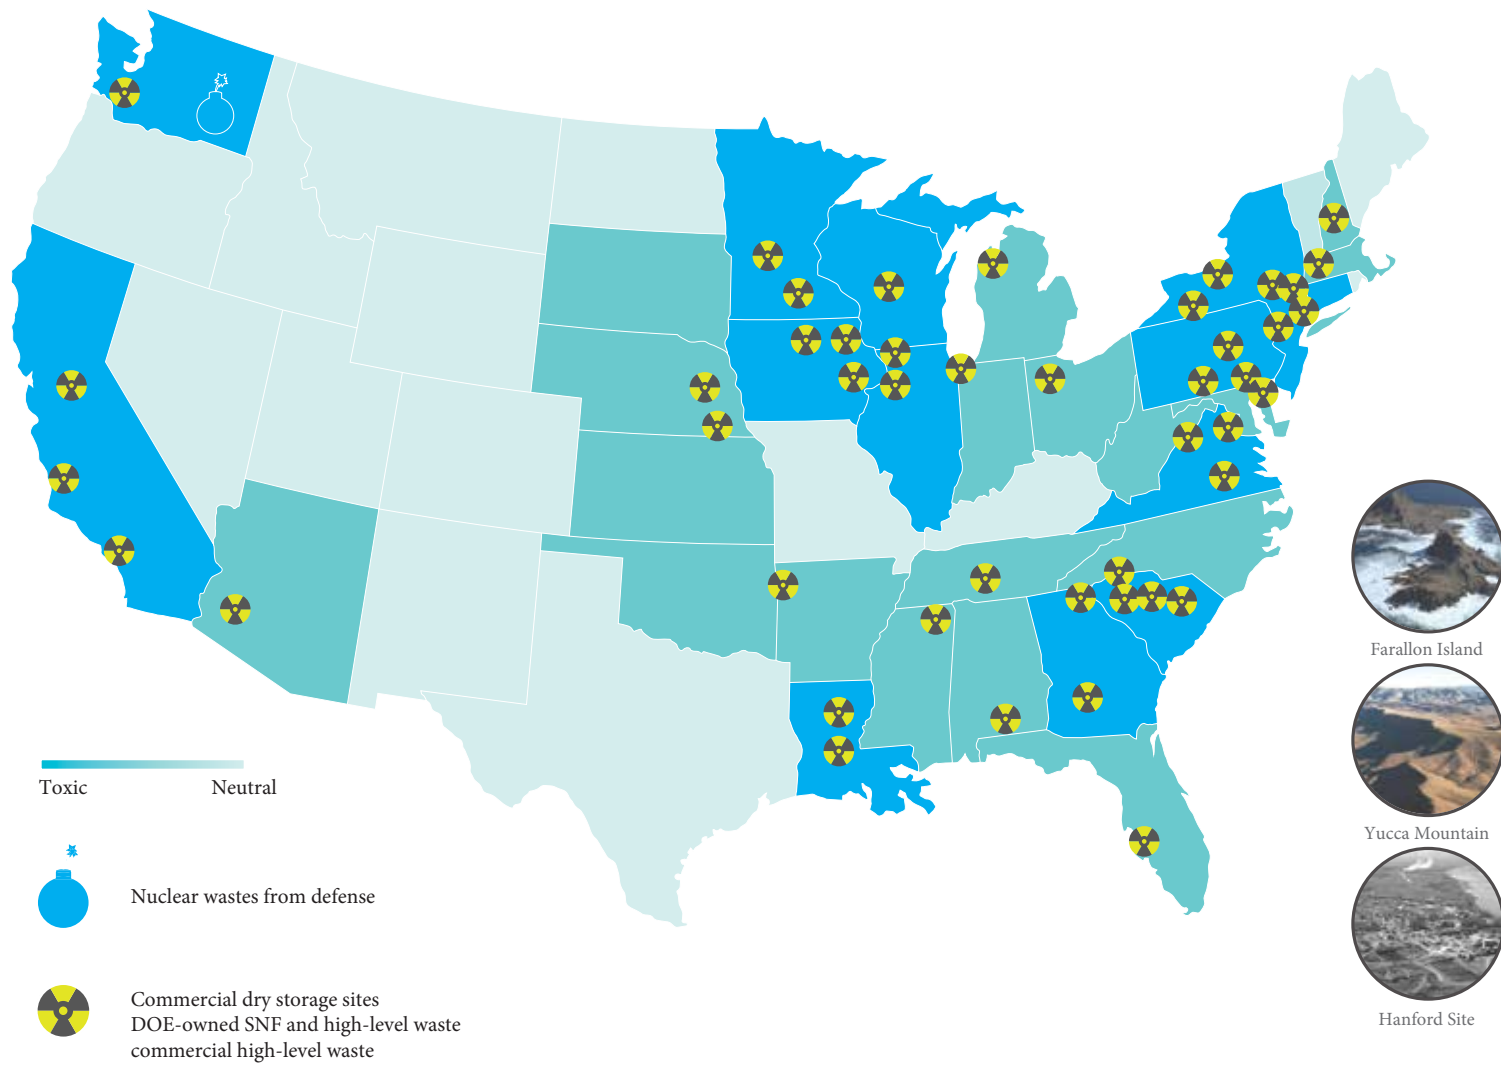 Toxic
Neutral
Nuclear wastes from defense
Commercial dry storage sites
DOE-owned SNF and high-level waste
commercial high-level waste
Farallon Island
Yucca Mountain
Hanford Site